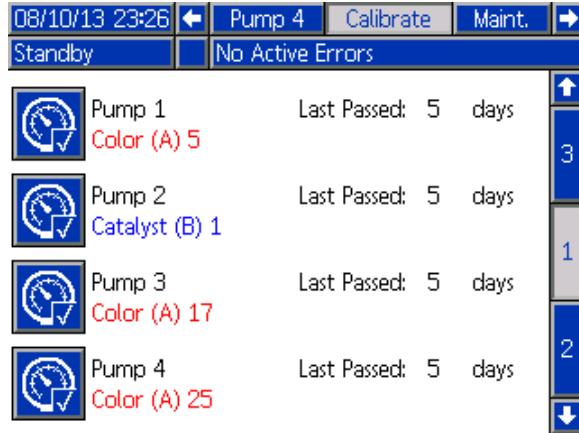 08/10/13 23:26 Pump 4 Calibrate Maint.
Standby No Active Errors
Pump 1 Last Passed: 5 days
Color (A) 5
3
Pump 2 Last Passed: 5 days
Catalyst (B) 1
1
Pump 3 Last Passed: 5 days
Color (A) 17
2
Pump 4 Last Passed: 5 days
Color (A) 25